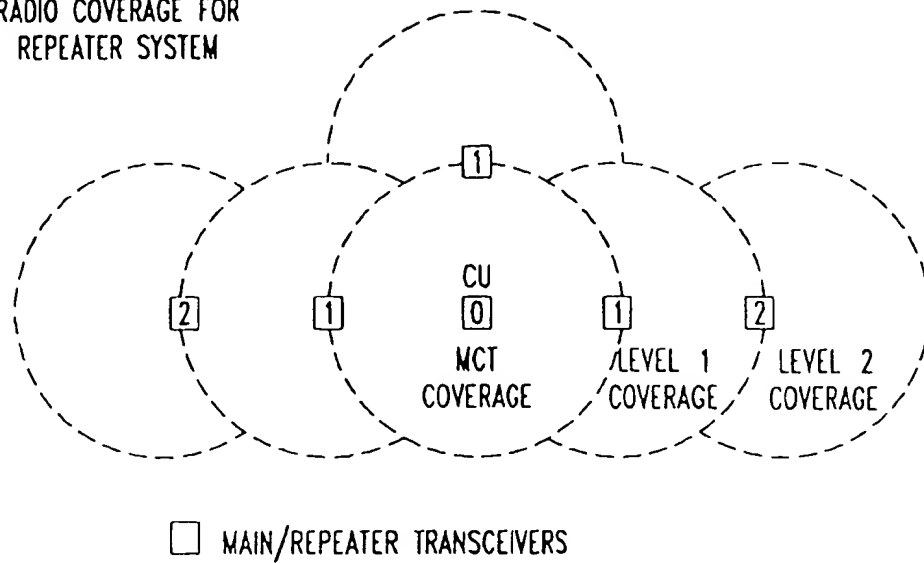 RADIO COVERAGE FOR
REPEATER SYSTEM
1
CU
2 1 0 1 2
MCT
COVERAGE
LEVEL 1
COVERAGE
LEVEL 2
COVERAGE
MAIN/REPEATER TRANSCEIVERS